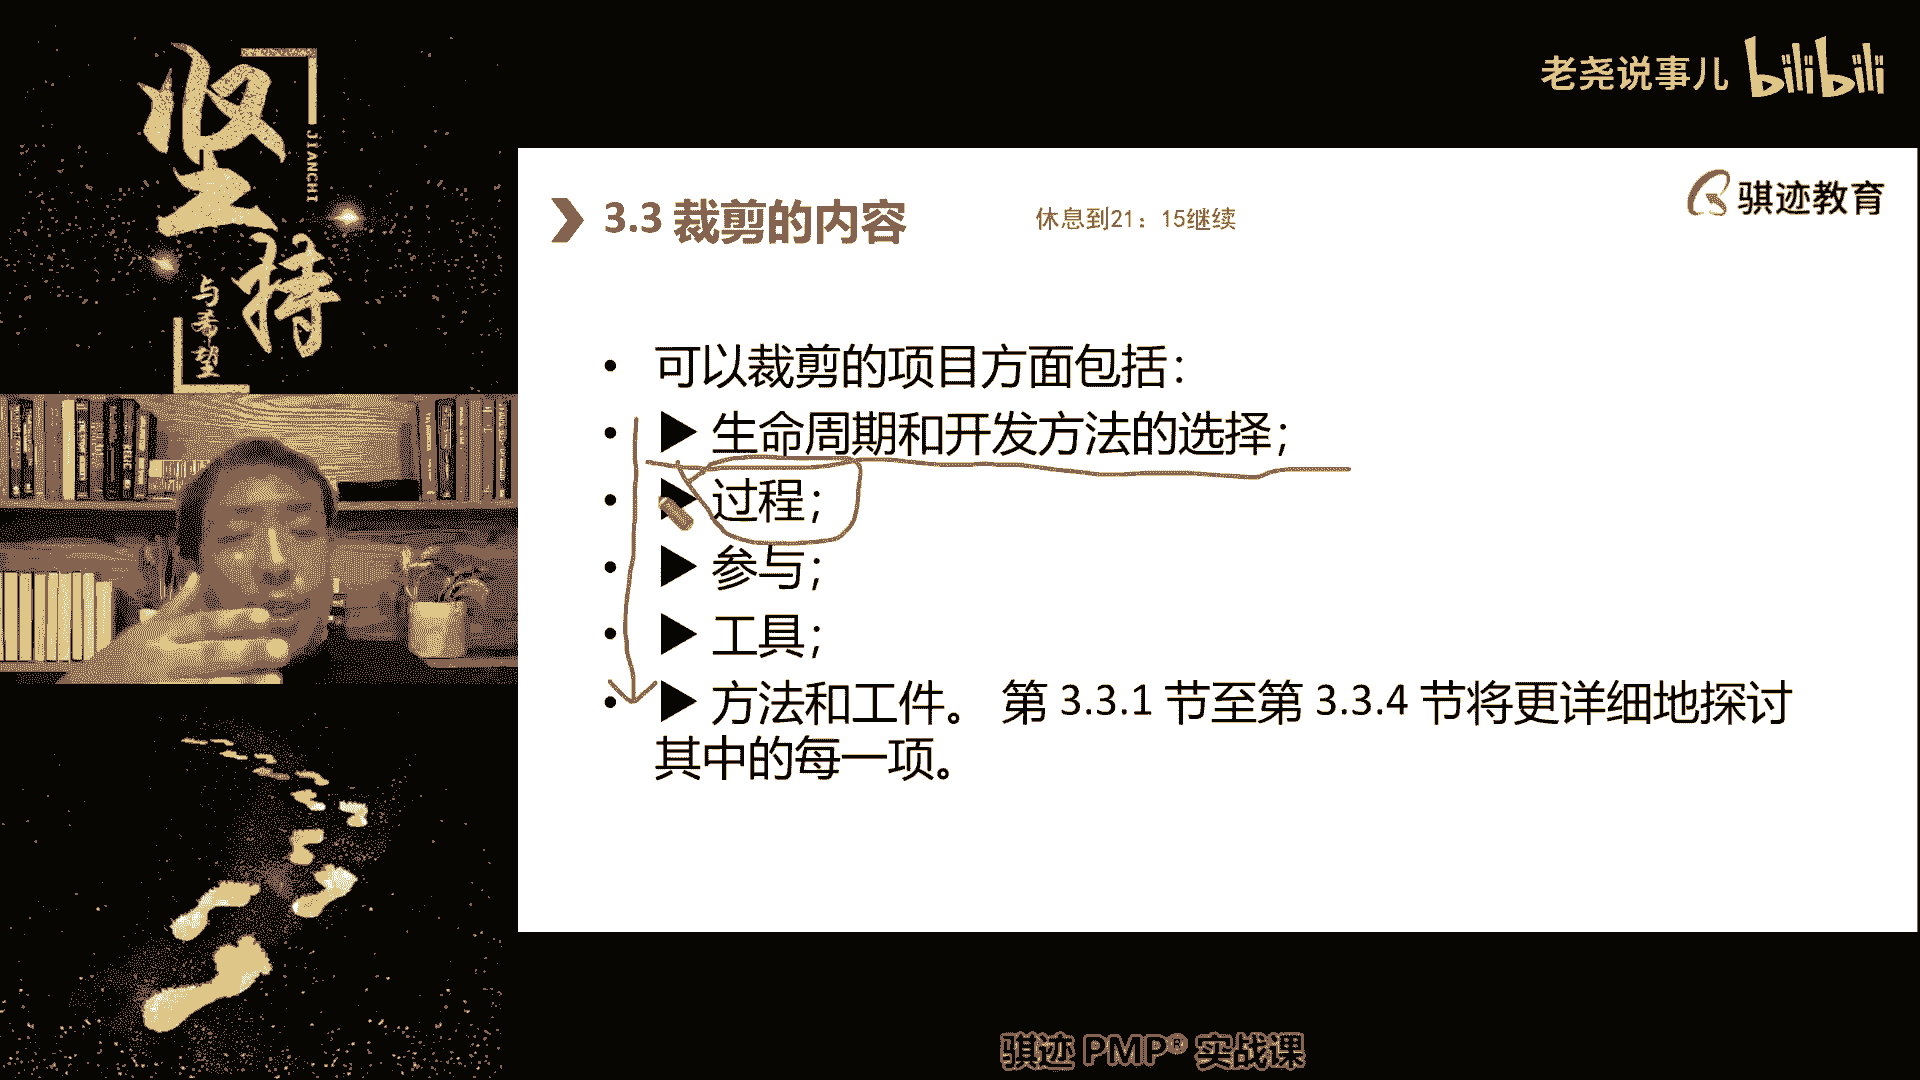 坚持
JIANCHI
与希望
老尧说事儿 bilibili
骐迹教育
3.3 裁剪的内容
休息到21：15继续
• 可以裁剪的项目方面包括：
• ▶ 生命周期和开发方法的选择；
• ▶ 过程；
• ▶ 参与；
• ▶ 工具；
• ▶ 方法和工件。 第 3.3.1 节至第 3.3.4 节将更详细地探讨
其中的每一项。
骐迹 PMP® 实战课